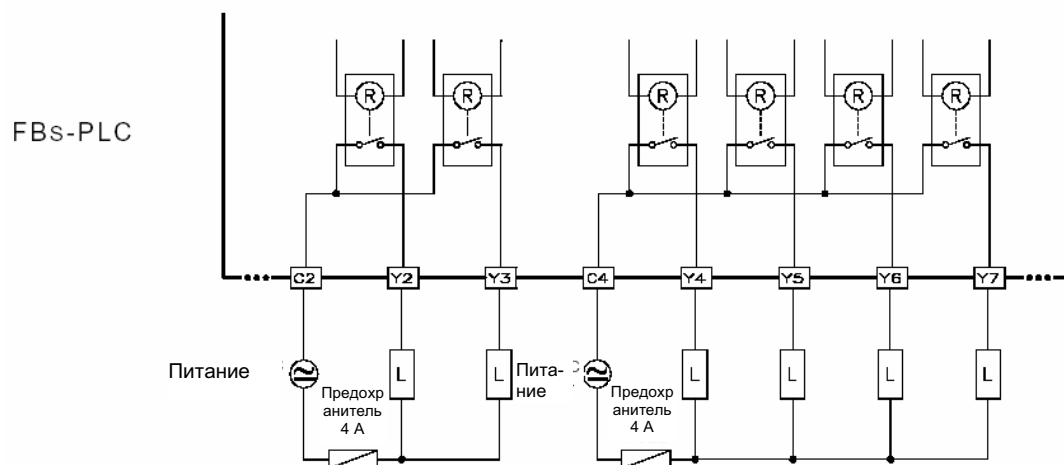 R R R R R R
FBs-PLC
C2 Y2 Y3 C4 Y4 Y5 Y6 Y7
Питание
L
L
Пита-
ние
L
L
L
L
Предохр
анитель
4 А
Предохр
анитель
4 А